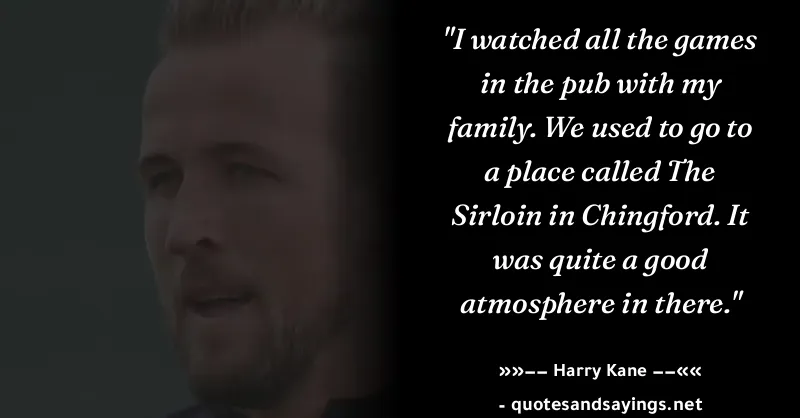 "I watched all the games
in the pub with my
family. We used to go to
a place called The
Sirloin in Chingford. It
was quite a good
atmosphere in there."
»»–– Harry Kane ––««
- quotesandsayings.net